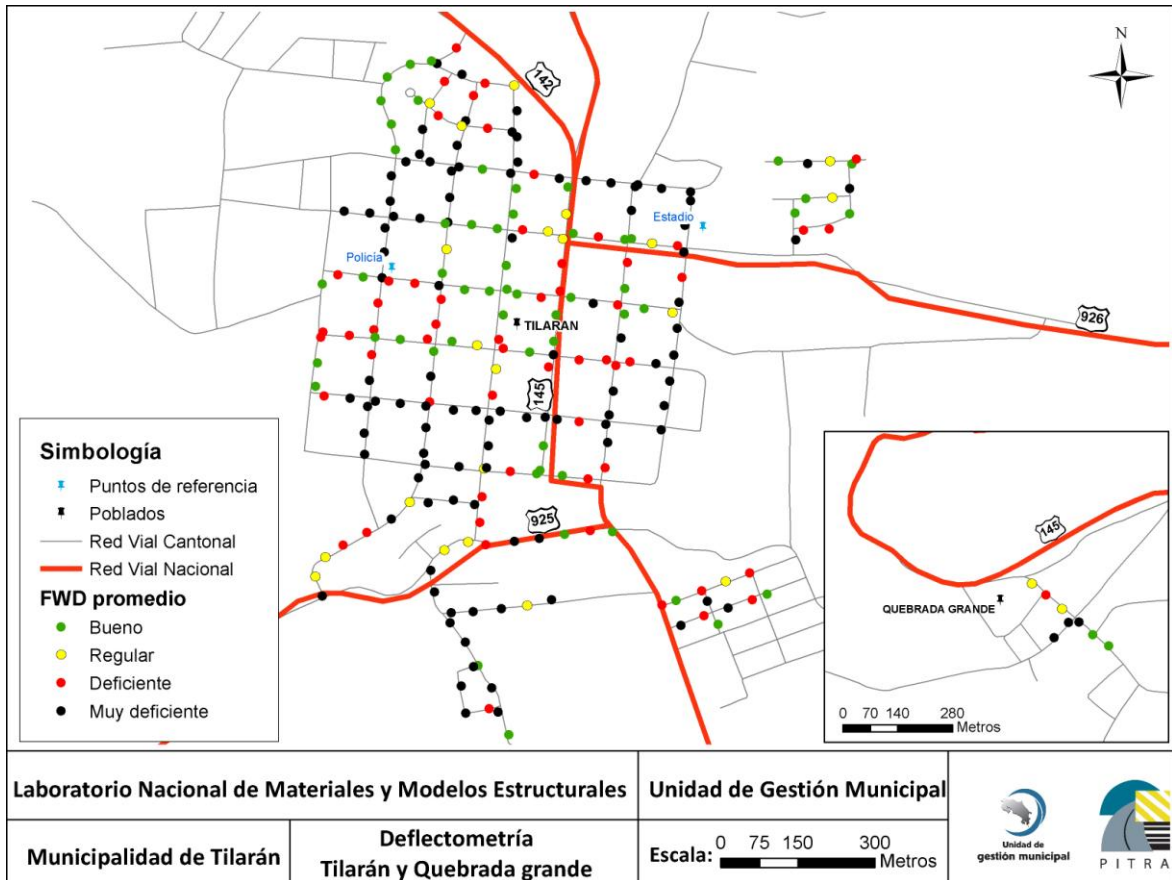 N
142
Estadio
Policía
TILARAN
926
145
925
Simbología
Puntos de referencia
Poblados
Red Vial Cantonal
Red Vial Nacional
FWD promedio
Bueno
Regular
Deficiente
Muy deficiente
145
QUEBRADA GRANDE
0 70 140 280
Metros
Laboratorio Nacional de Materiales y Modelos Estructurales
Unidad de Gestión Municipal
Municipalidad de Tilarán
Deflectometría
Tilarán y Quebrada grande
Escala:
0 75 150 300
Metros
Unidad de
gestión municipal
PITRA